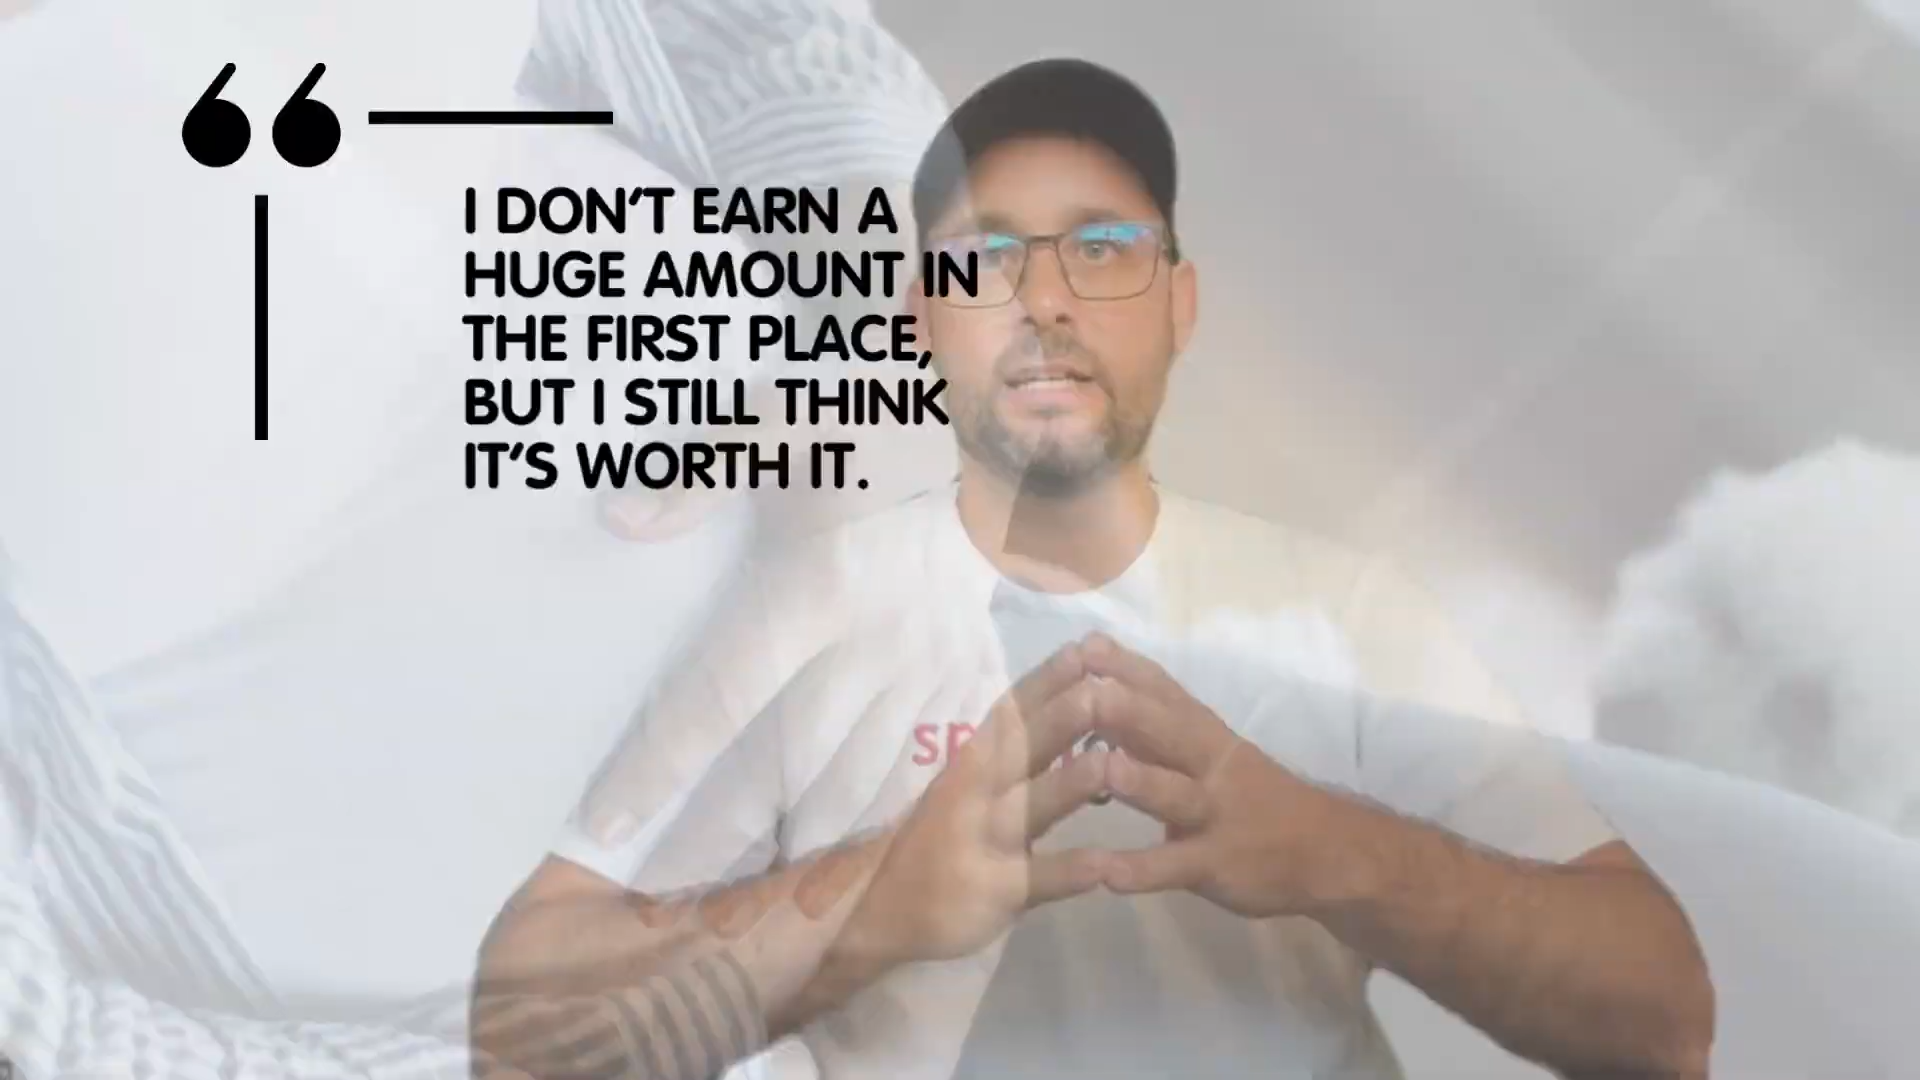 I DON'T EARN A
HUGE AMOUNT IN
THE FIRST PLACE,
BUT I STILL THINK
IT'S WORTH IT.